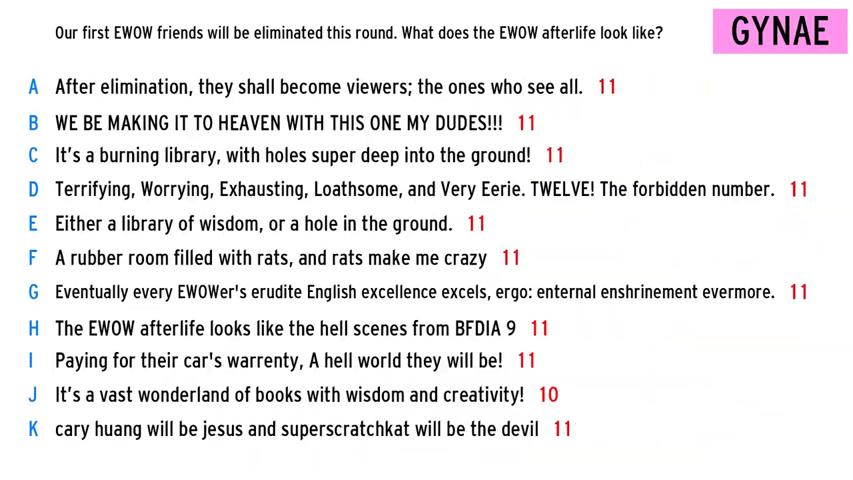 Our first EWOW friends will be eliminated this round. What does the EWOW afterlife look like?
GYNAE
A After elimination, they shall become viewers; the ones who see all. 11
B WE BE MAKING IT TO HEAVEN WITH THIS ONE MY DUDES!!! 11
C It's a burning library, with holes super deep into the ground! 11
D Terrifying, Worrying, Exhausting, Loathsome, and Very Eerie. TWELVE! The forbidden number. 11
E Either a library of wisdom, or a hole in the ground. 11
F A rubber room filled with rats, and rats make me crazy 11
G Eventually every EWOWer's erudite English excellence excels, ergo: enternal enshrinement evermore. 11
H The EWOW afterlife looks like the hell scenes from BFDIA 9 11
I Paying for their car's warrenty, A hell world they will be! 11
J It's a vast wonderland of books with wisdom and creativity! 10
K cary huang will be jesus and superscratchkat will be the devil 11